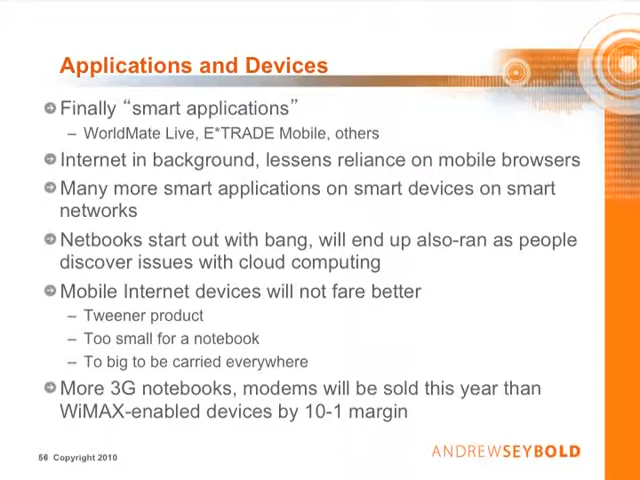 Applications and Devices
Finally “smart applications”
– WorldMate Live, E*TRADE Mobile, others
Internet in background, lessens reliance on mobile browsers
Many more smart applications on smart devices on smart
networks
Netbooks start out with bang, will end up also-ran as people
discover issues with cloud computing
Mobile Internet devices will not fare better
– Tweener product
– Too small for a notebook
– To big to be carried everywhere
More 3G notebooks, modems will be sold this year than
WiMAX-enabled devices by 10-1 margin
56 Copyright 2010
ANDREWSEYBOLD